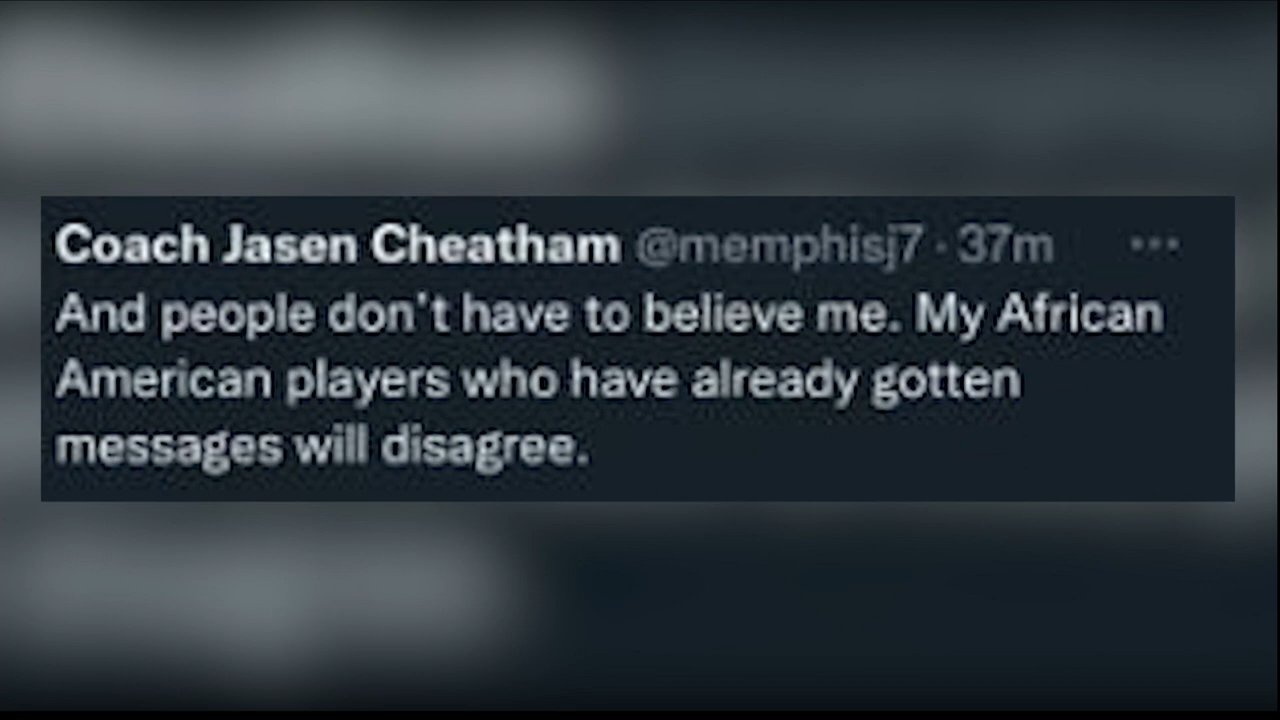 Coach Jasen Cheatham @memphisj7 · 37m ...
And people don't have to believe me. My African
American players who have already gotten
messages will disagree.